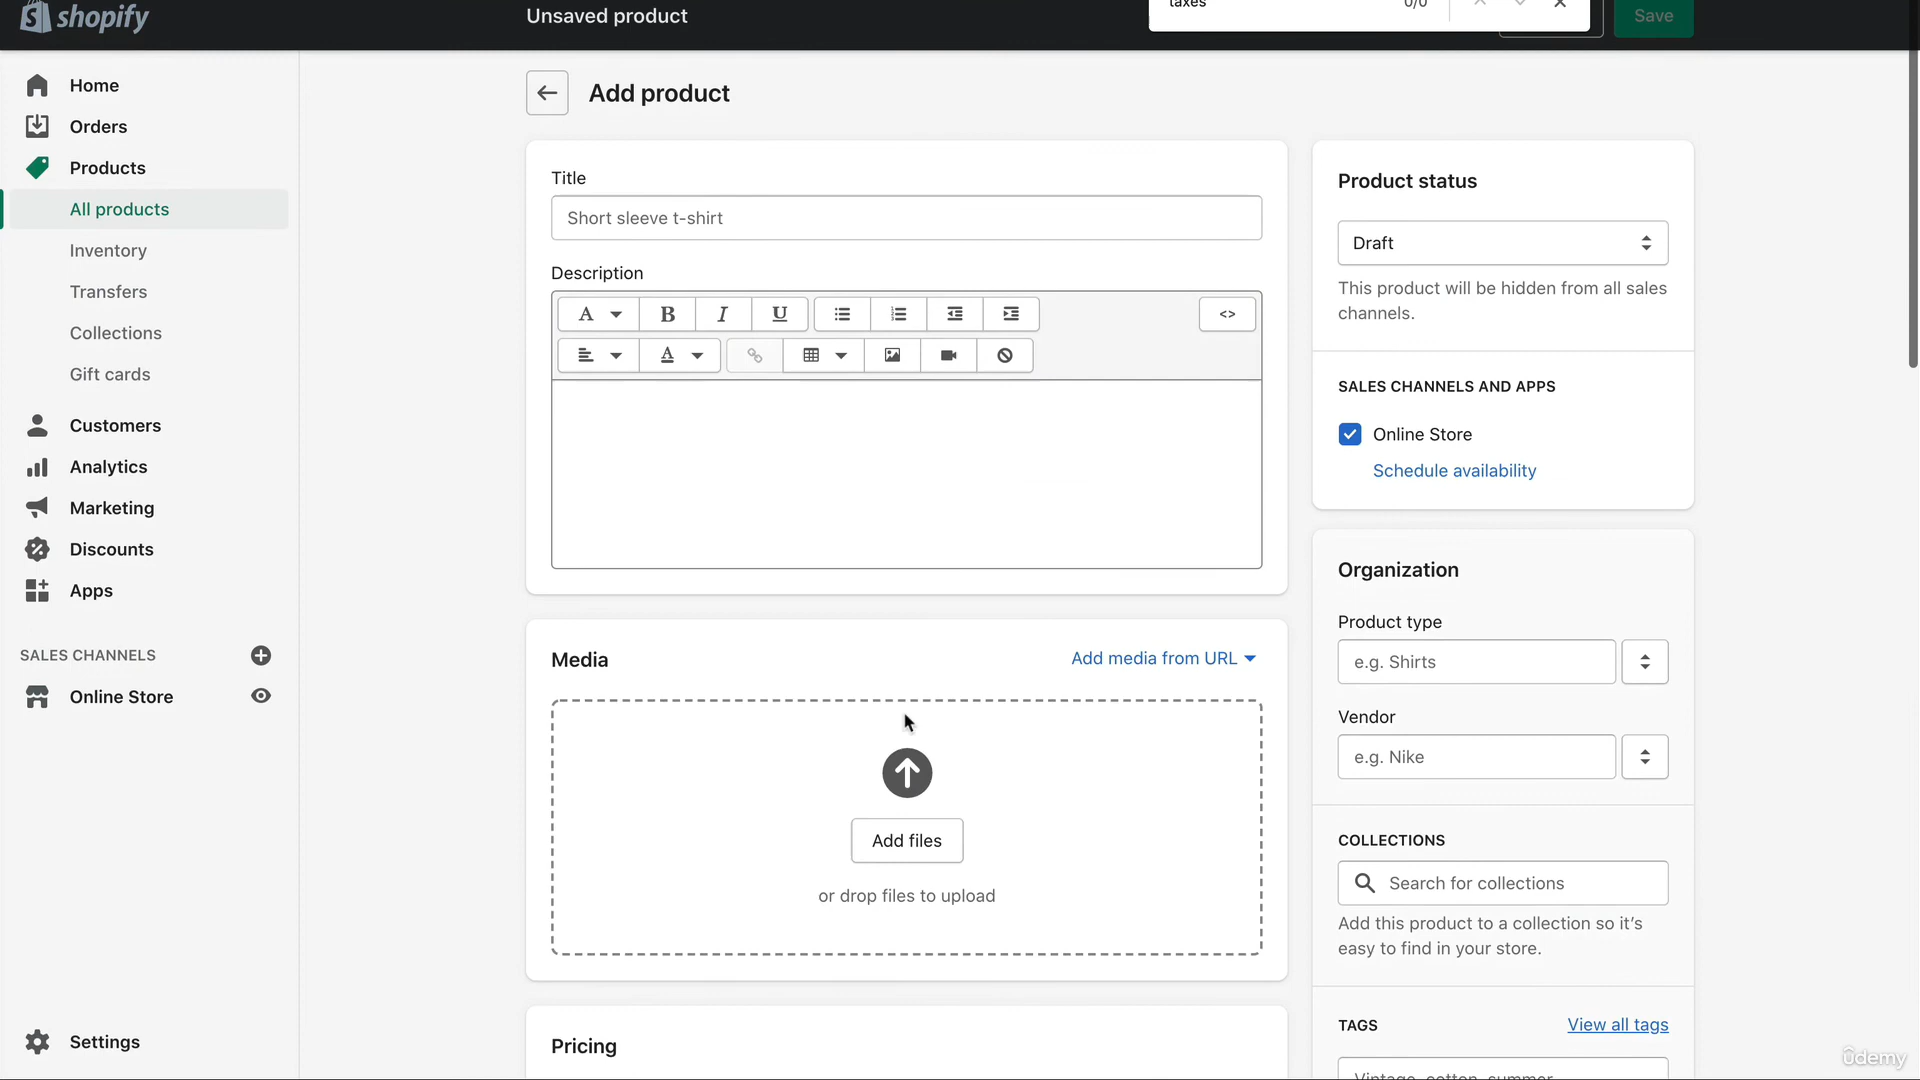 shopify
Unsaved product
taxes
0/0
Save
Home
Orders
Products
All products
Inventory
Transfers
Collections
Gift cards
Customers
Analytics
Marketing
Discounts
Apps
SALES CHANNELS
Online Store
Settings
Add product
Title
Short sleeve t-shirt
Description
A
B
I
U
A
<>
Media
Add media from URL
Add files
or drop files to upload
Pricing
Product status
Draft
This product will be hidden from all sales
channels.
SALES CHANNELS AND APPS
Online Store
Schedule availability
Organization
Product type
e.g. Shirts
Vendor
e.g. Nike
COLLECTIONS
Search for collections
Add this product to a collection so it's
easy to find in your store.
TAGS
View all tags
Vintage, cotton, summer
ûdemy